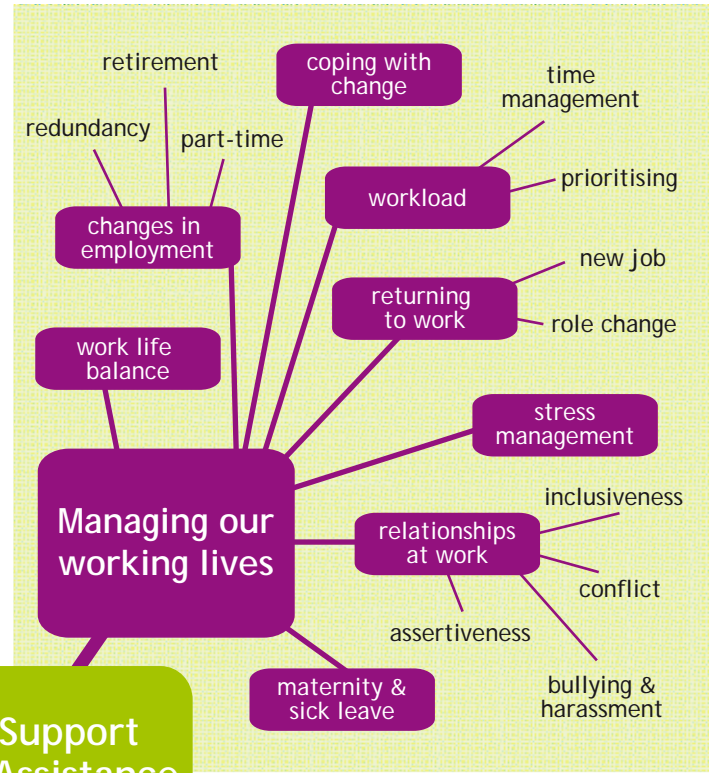 retirement
redundancy
part-time
changes in
employment
coping with
change
time
management
prioritising
workload
new job
returning
to work
role change
work life
balance
stress
management
Managing our
working lives
inclusiveness
relationships
at work
conflict
assertiveness
bullying &
harassment
maternity &
sick leave
Support
Assistance